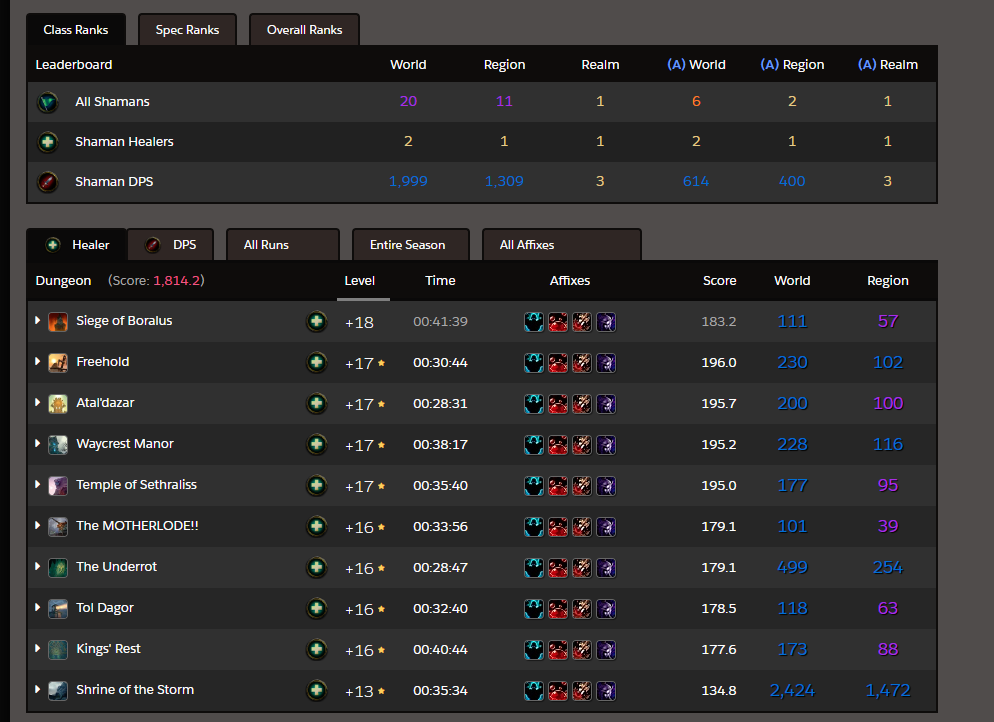 Class Ranks Spec Ranks Overall Ranks
Leaderboard World Region Realm (A) World (A) Region (A) Realm
All Shamans 20 11 1 6 2 1
Shaman Healers 2 1 1 2 1 1
Shaman DPS 1,999 1,309 3 614 400 3
Healer DPS All Runs Entire Season All Affixes
Dungeon (Score: 1,814.2) Level Time Affixes Score World Region
Siege of Boralus +18 00:41:39 183.2 111 57
Freehold +17 00:30:44 196.0 230 102
Atal'dazar +17 00:28:31 195.7 200 100
Waycrest Manor +17 00:38:17 195.2 228 116
Temple of Sethraliss +17 00:35:40 195.0 177 95
The MOTHERLODE!! +16 00:33:56 179.1 101 39
The Underrot +16 00:28:47 179.1 499 254
Tol Dagor +16 00:32:40 178.5 118 63
Kings' Rest +16 00:40:44 177.6 173 88
Shrine of the Storm +13 00:35:34 134.8 2,424 1,472